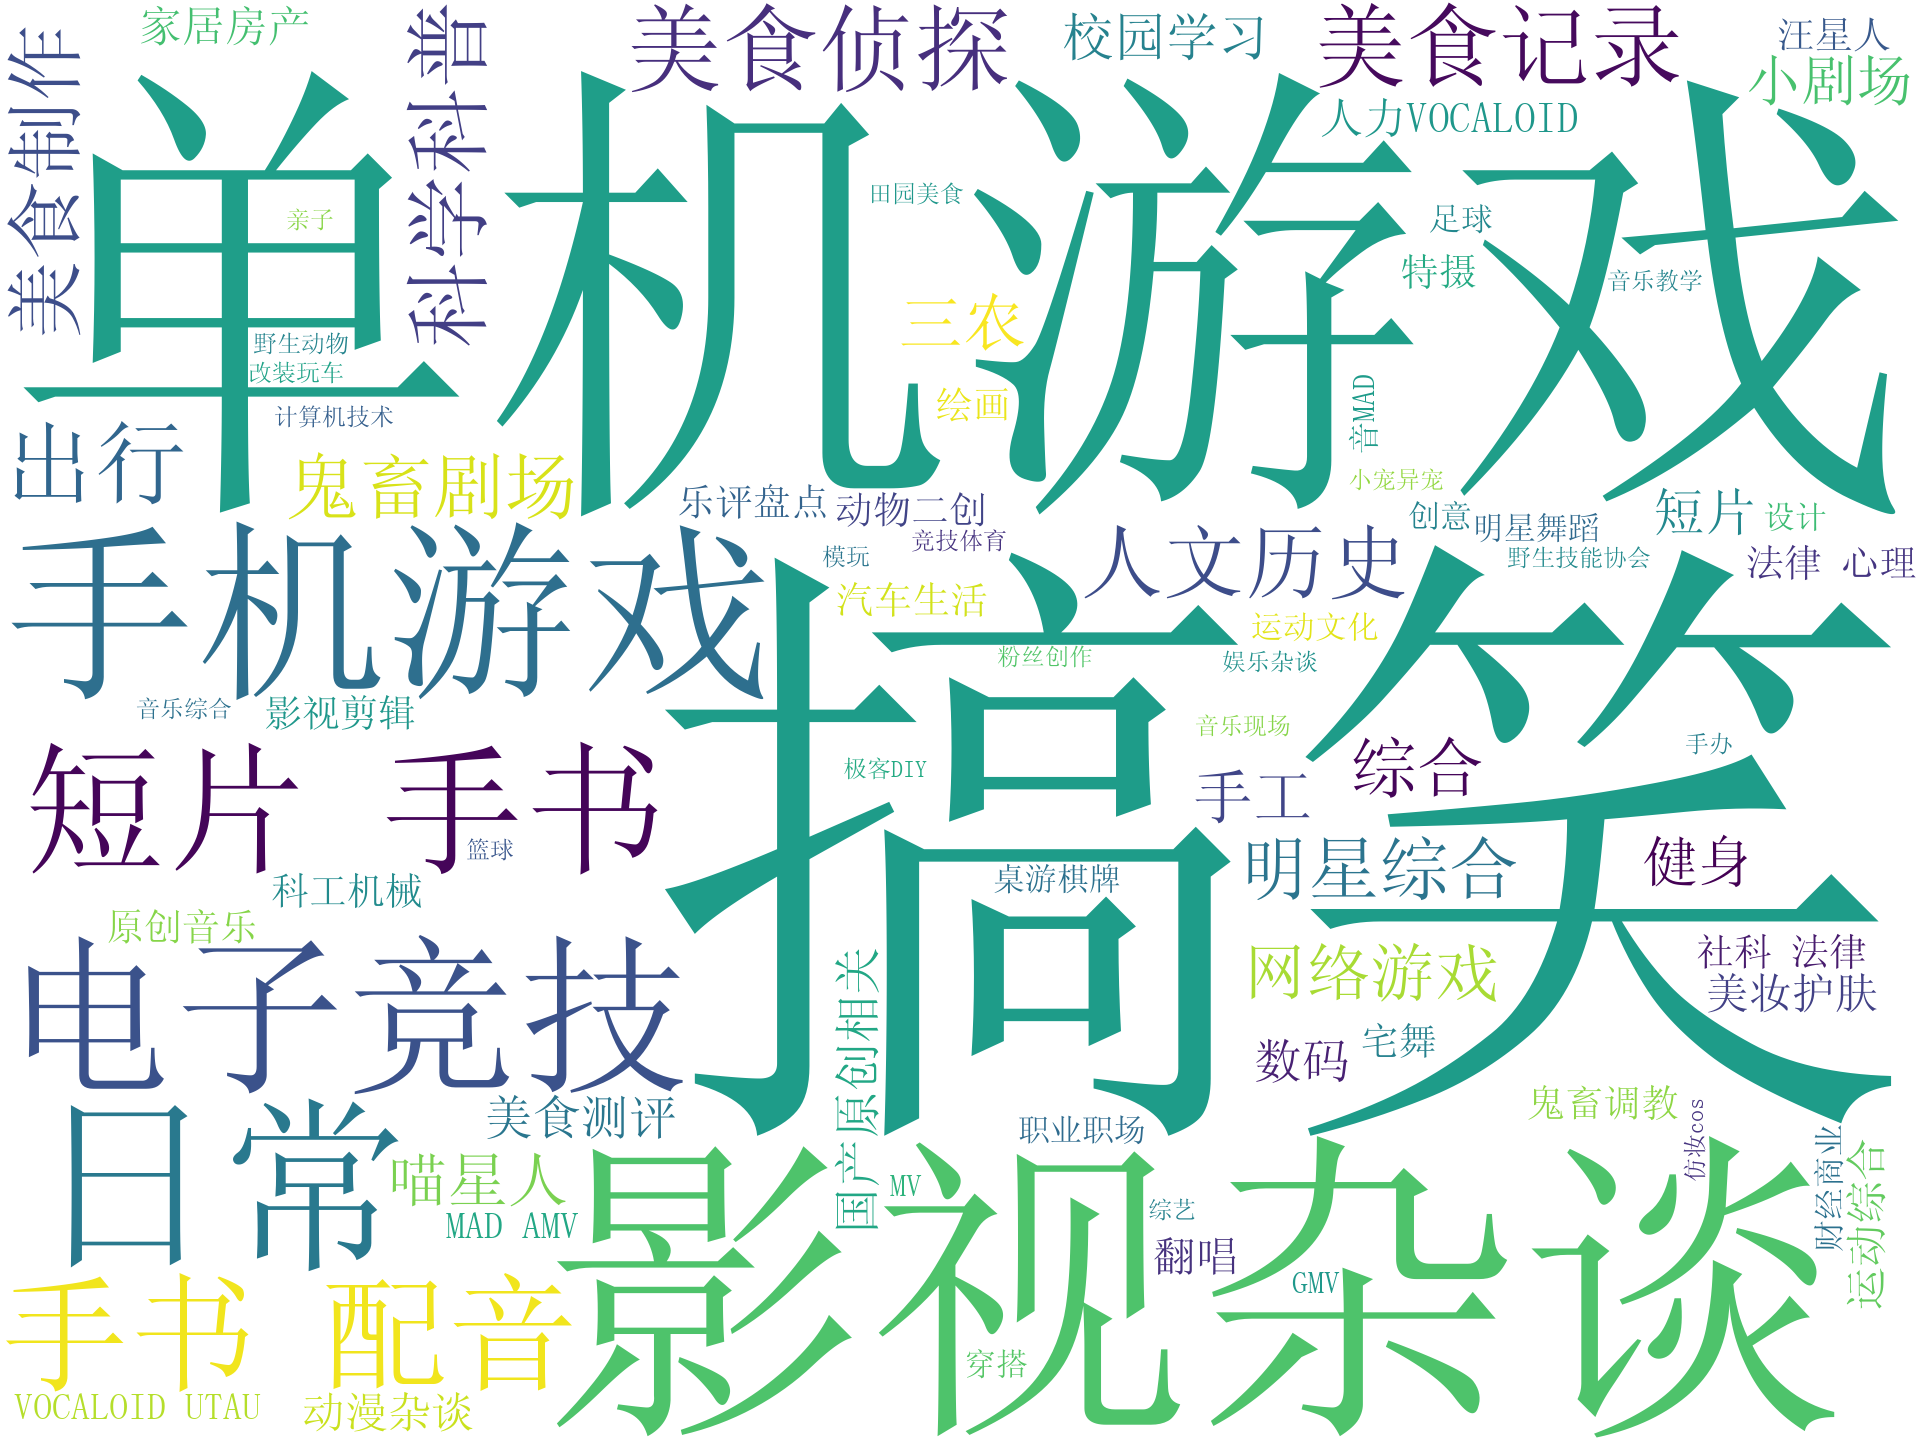 家居房产
美食侦探
校园学习
美食记录
汪星人
小剧场
美食制作
科学科普
人力VOCALOID
单机游戏
亲子
田园美食
足球
特摄
音乐教学
三农
野生动物
改装玩车
计算机技术
绘画
音MAD
出行
鬼畜剧场
乐评盘点
动物二创
竞技体育
小宠异宠
创意
明星舞蹈
短片
设计
野生技能协会
法律 心理
手机游戏
模玩
汽车生活
人文历史
运动文化
粉丝创作
娱乐杂谈
音乐综合
影视剪辑
搞笑
音乐现场
手办
短片 手书
极客DIY
手工
综合
篮球
科工机械
桌游棋牌
明星综合
健身
原创音乐
网络游戏
社科 法律
美妆护肤
电子竞技
国产原创相关
数码
宅舞
日常
美食测评
职业职场
鬼畜调教
仿妆cos
财经商业
运动综合
喵星人
MAD AMV
MV
综艺
翻唱
影视杂谈
GMV
手书 配音
穿搭
VOCALOID UTAU
动漫杂谈